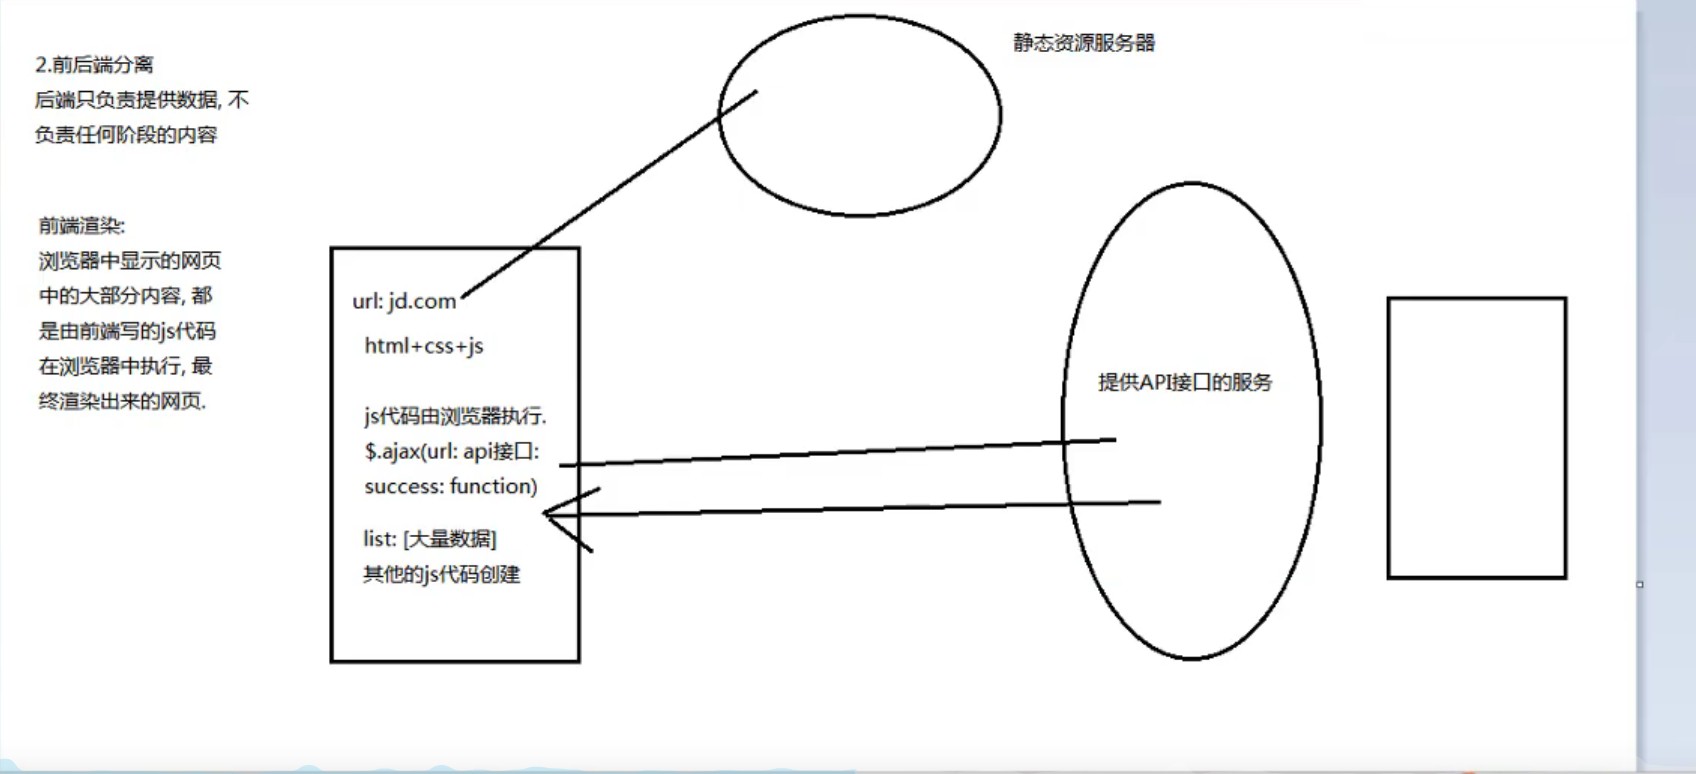 2.前后端分离
后端只负责提供数据, 不
负责任何阶段的内容
前端渲染:
浏览器中显示的网页
中的大部分内容, 都
是由前端写的js代码
在浏览器中执行, 最
终渲染出来的网页.
静态资源服务器
url: jd.com
html+css+js
js代码由浏览器执行.
$.ajax(url: api接口:
success: function)
list: [大量数据]
其他的js代码创建
提供API接口的服务